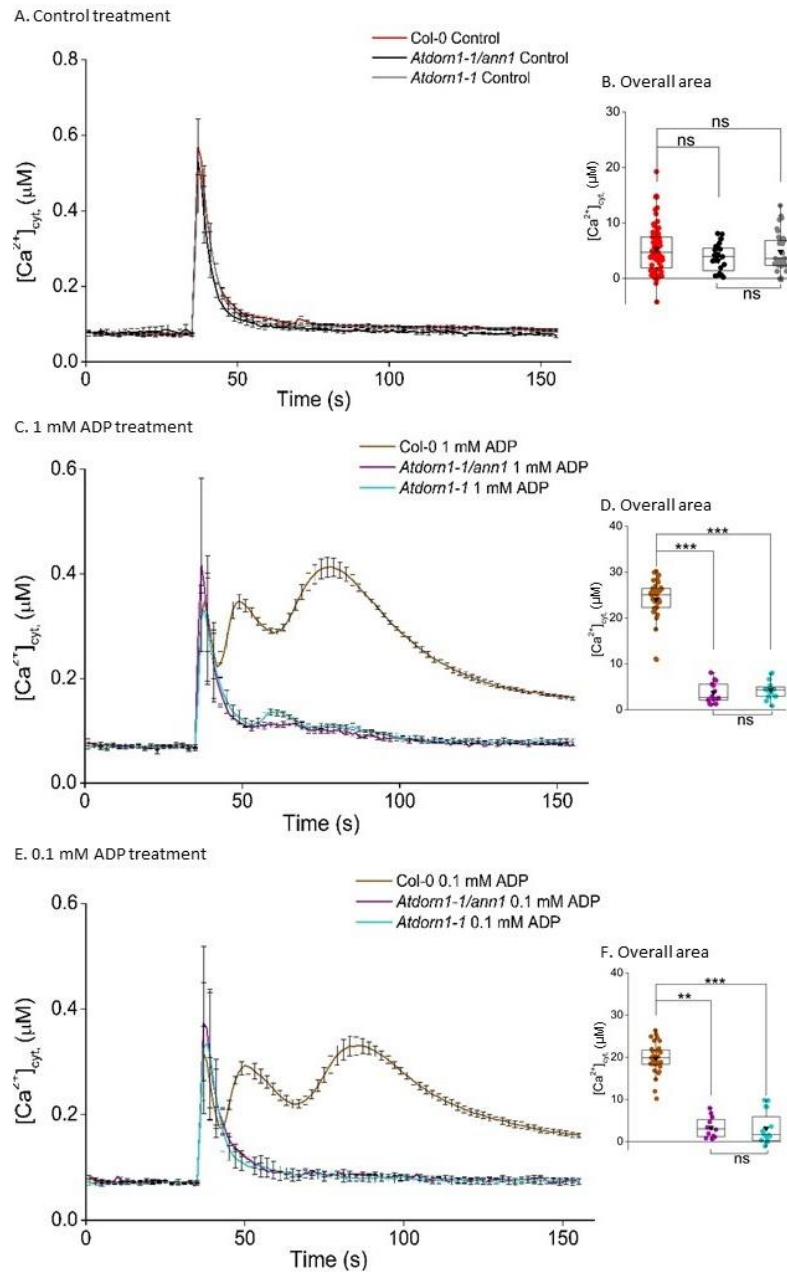 A. Control treatment
Col-0 Control
Atdorn1-1/ann1 Control
Atdorn1-1 Control
[Ca²⁺]cyt, (μM)
0.8
0.6
0.4
0.2
0.0
0
50
100
150
Time (s)
B. Overall area
[Ca²⁺]cyt, (μM)
30
20
10
0
ns
ns
ns
C. 1 mM ADP treatment
Col-0 1 mM ADP
Atdorn1-1/ann1 1 mM ADP
Atdorn1-1 1 mM ADP
[Ca²⁺]cyt, (μM)
0.6
0.4
0.2
0.0
0
50
100
150
Time (s)
D. Overall area
[Ca²⁺]cyt, (μM)
40
30
20
10
0
***
***
ns
E. 0.1 mM ADP treatment
Col-0 0.1 mM ADP
Atdorn1-1/ann1 0.1 mM ADP
Atdorn1-1 0.1 mM ADP
[Ca²⁺]cyt, (μM)
0.6
0.4
0.2
0.0
0
50
100
150
Time (s)
F. Overall area
[Ca²⁺]cyt, (μM)
40
30
20
10
0
***
**
ns